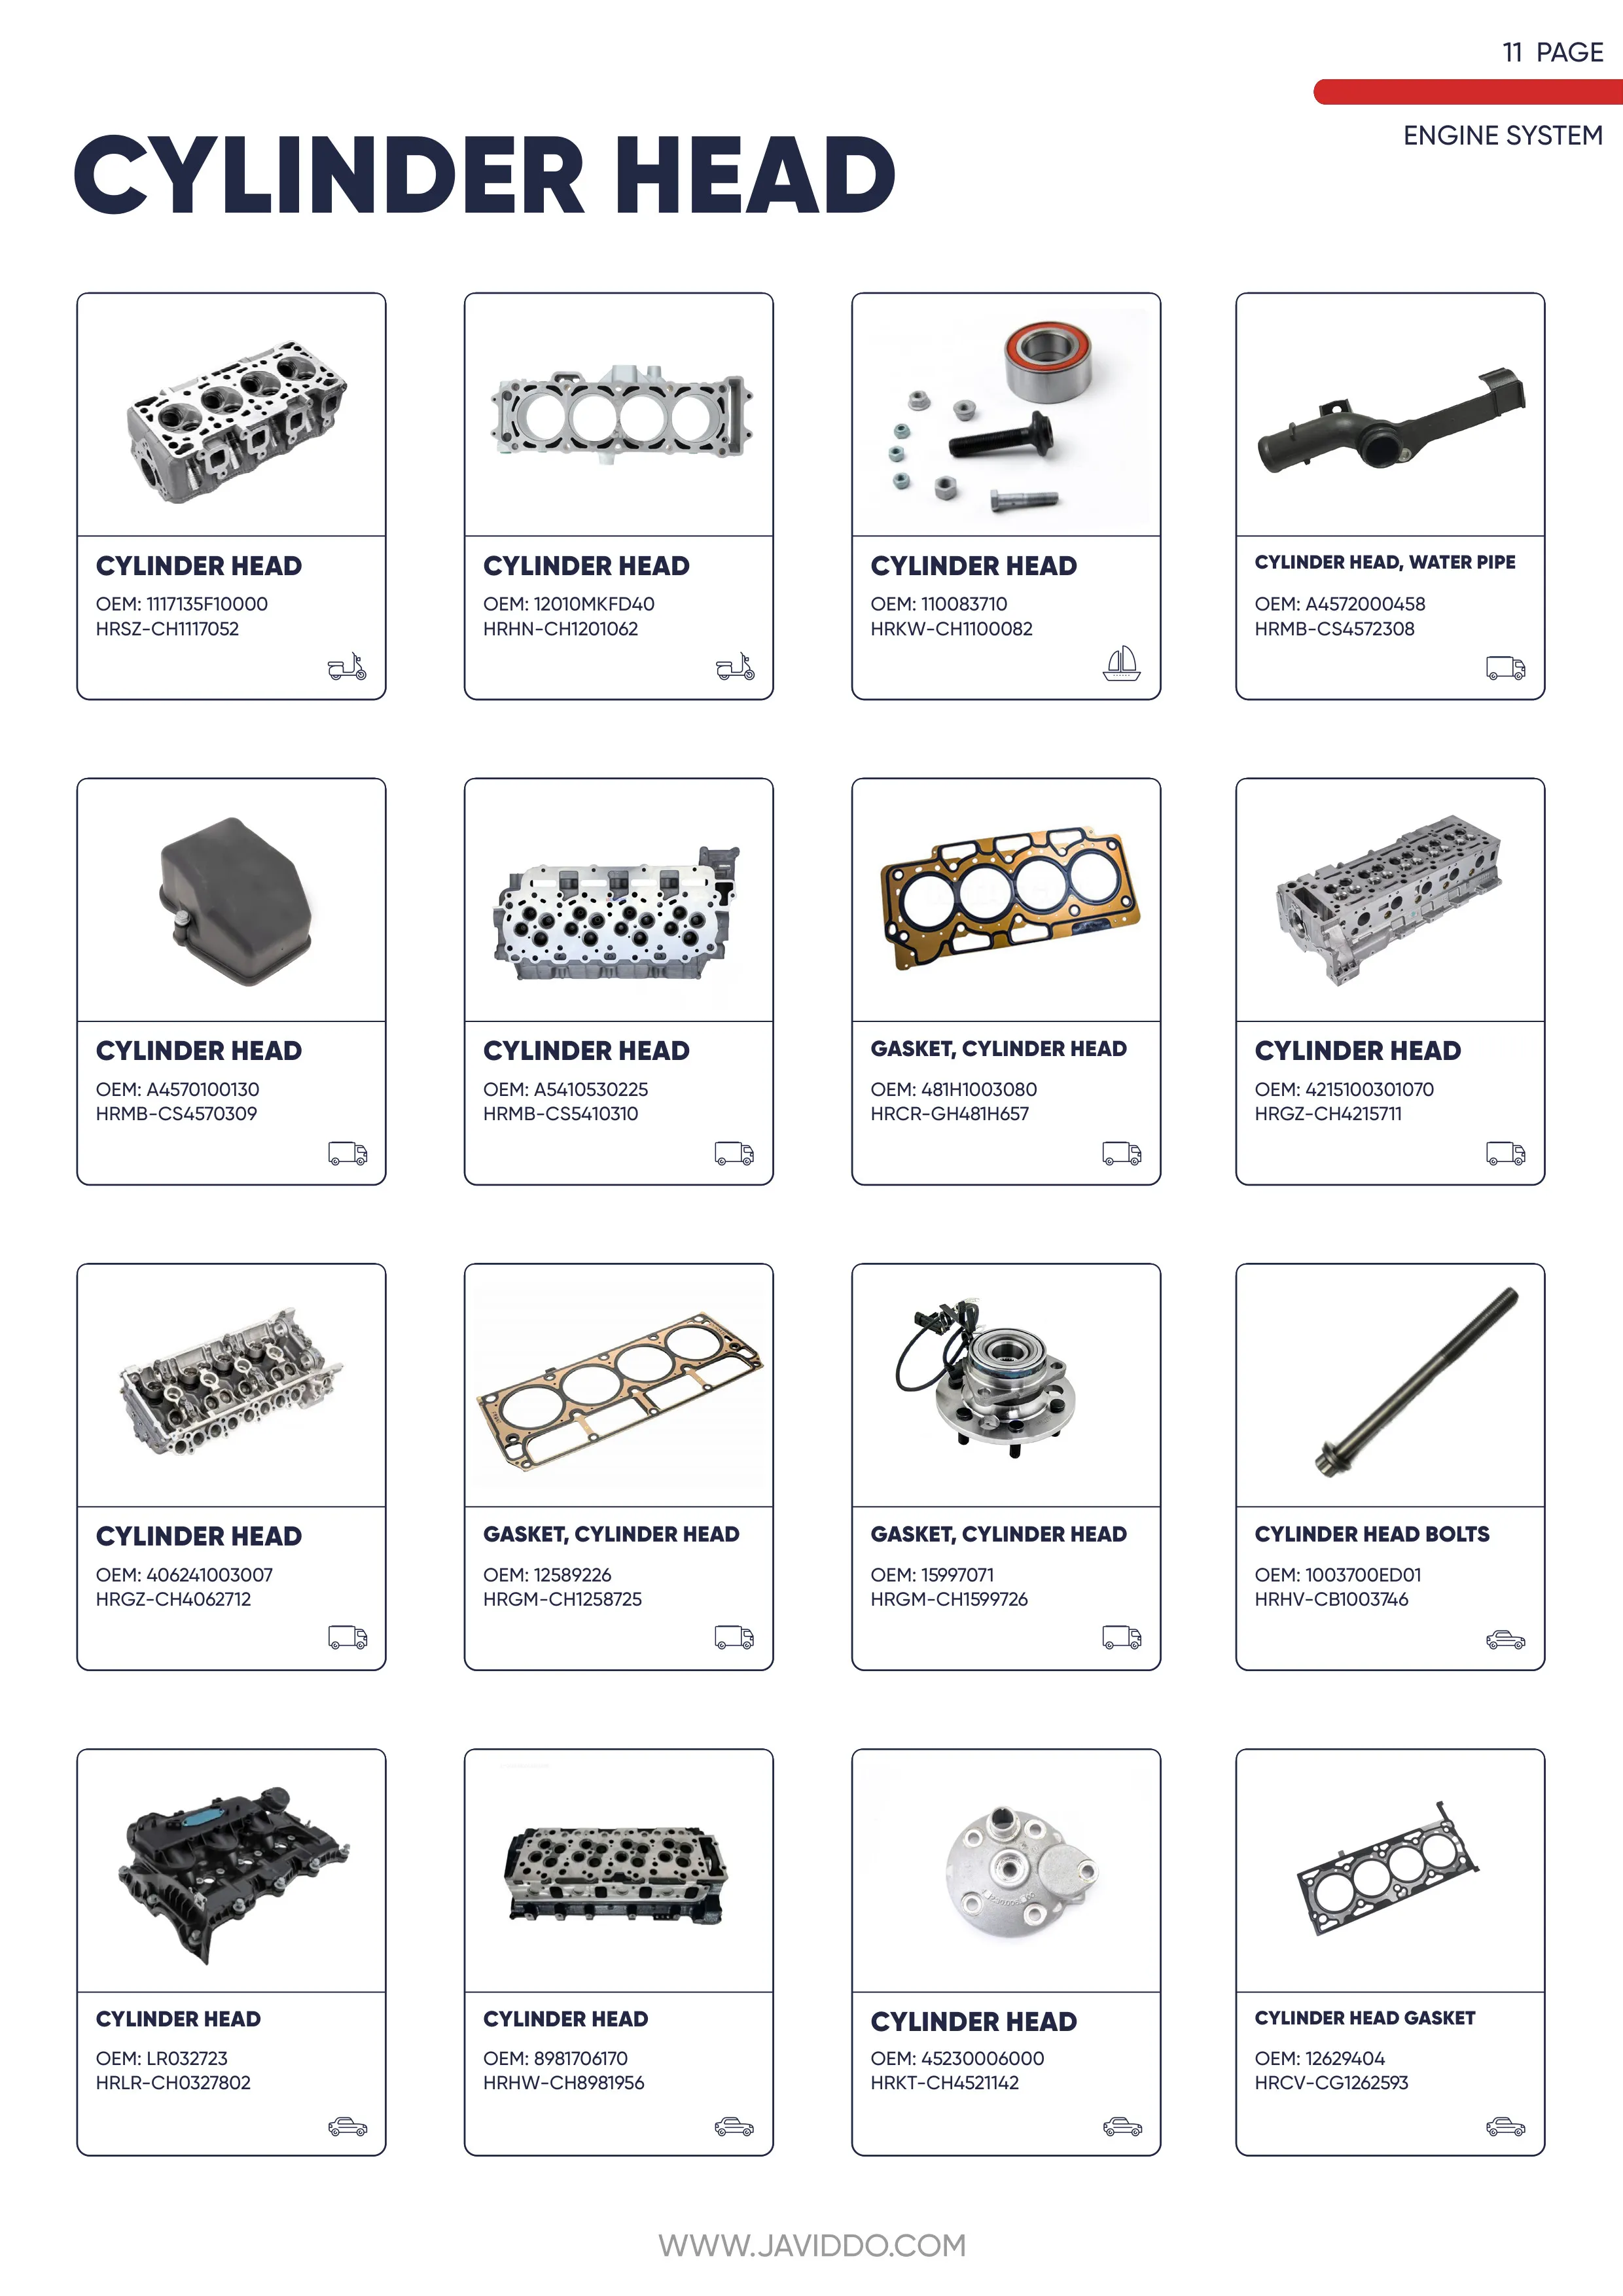 11 PAGE
ENGINE SYSTEM
CYLINDER HEAD
CYLINDER HEAD
OEM: 1117135F10000
HRSZ-CH1117052
CYLINDER HEAD
OEM: 12010MKFD40
HRHN-CH1201062
CYLINDER HEAD
OEM: 110083710
HRKW-CH1100082
CYLINDER HEAD, WATER PIPE
OEM: A4572000458
HRMB-CS4572308
CYLINDER HEAD
OEM: A4570100130
HRMB-CS4570309
CYLINDER HEAD
OEM: A5410530225
HRMB-CS5410310
GASKET, CYLINDER HEAD
OEM: 481H1003080
HRCR-GH481H657
CYLINDER HEAD
OEM: 4215100301070
HRGZ-CH4215711
CYLINDER HEAD
OEM: 406241003007
HRGZ-CH4062712
GASKET, CYLINDER HEAD
OEM: 12589226
HRGM-CH1258725
GASKET, CYLINDER HEAD
OEM: 15997071
HRGM-CH1599726
CYLINDER HEAD BOLTS
OEM: 1003700ED01
HRHV-CB1003746
CYLINDER HEAD
OEM: LR032723
HRLR-CH0327802
CYLINDER HEAD
OEM: 8981706170
HRHW-CH8981956
CYLINDER HEAD
OEM: 45230006000
HRKT-CH4521142
CYLINDER HEAD GASKET
OEM: 12629404
HRCV-CG1262593
WWW.JAVIDDO.COM